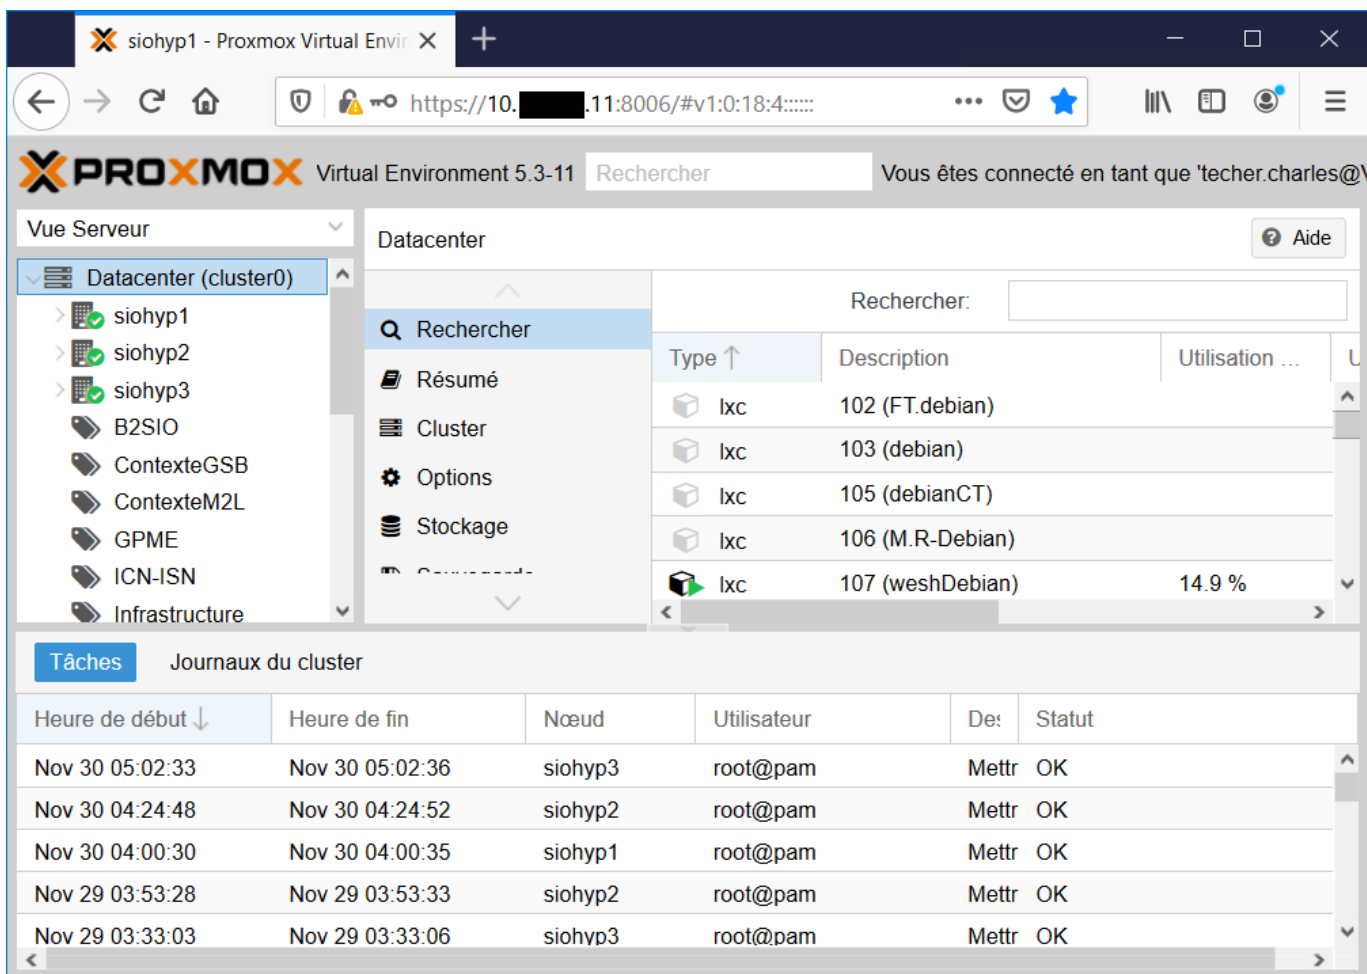 siohyp1 - Proxmox Virtual Envir
https://10. .11:8006/#v1:0:18:4::::::
PROXMOX Virtual Environment 5.3-11 Rechercher Vous êtes connecté en tant que 'techer.charles@
Vue Serveur
Datacenter (cluster0)
siohyp1
siohyp2
siohyp3
B2SIO
ContexteGSB
ContexteM2L
GPME
ICN-ISN
Infrastructure
Datacenter
Aide
Rechercher
Résumé
Cluster
Options
Stockage
Rechercher:
Type Description Utilisation ... U
lxc 102 (FT.debian)
lxc 103 (debian)
lxc 105 (debianCT)
lxc 106 (M.R-Debian)
lxc 107 (weshDebian) 14.9 %
Tâches Journaux du cluster
Heure de début Heure de fin Nœud Utilisateur Des Statut
Nov 30 05:02:33 Nov 30 05:02:36 siohyp3 root@pam Mettr OK
Nov 30 04:24:48 Nov 30 04:24:52 siohyp2 root@pam Mettr OK
Nov 30 04:00:30 Nov 30 04:00:35 siohyp1 root@pam Mettr OK
Nov 29 03:53:28 Nov 29 03:53:33 siohyp2 root@pam Mettr OK
Nov 29 03:33:03 Nov 29 03:33:06 siohyp3 root@pam Mettr OK